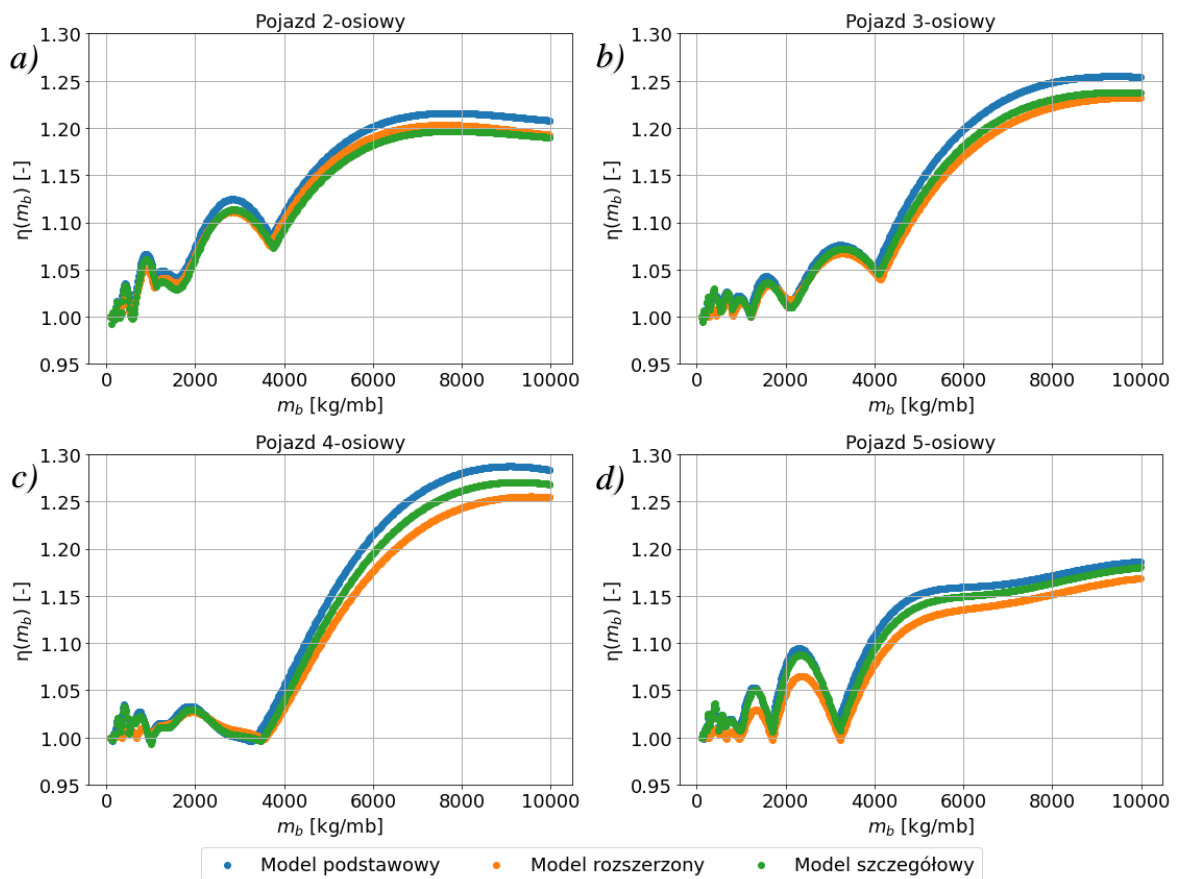 Pojazd 2-osiowy
a)
1.30
1.25
1.20
1.15
1.10
1.05
1.00
0.95
η(m_b) [-]
0 2000 4000 6000 8000 10000
m_b [kg/mb]
Pojazd 3-osiowy
b)
1.30
1.25
1.20
1.15
1.10
1.05
1.00
0.95
η(m_b) [-]
0 2000 4000 6000 8000 10000
m_b [kg/mb]
Pojazd 4-osiowy
c)
1.30
1.25
1.20
1.15
1.10
1.05
1.00
0.95
η(m_b) [-]
0 2000 4000 6000 8000 10000
m_b [kg/mb]
Pojazd 5-osiowy
d)
1.30
1.25
1.20
1.15
1.10
1.05
1.00
0.95
η(m_b) [-]
0 2000 4000 6000 8000 10000
m_b [kg/mb]
Model podstawowy Model rozszerzony Model szczegółowy